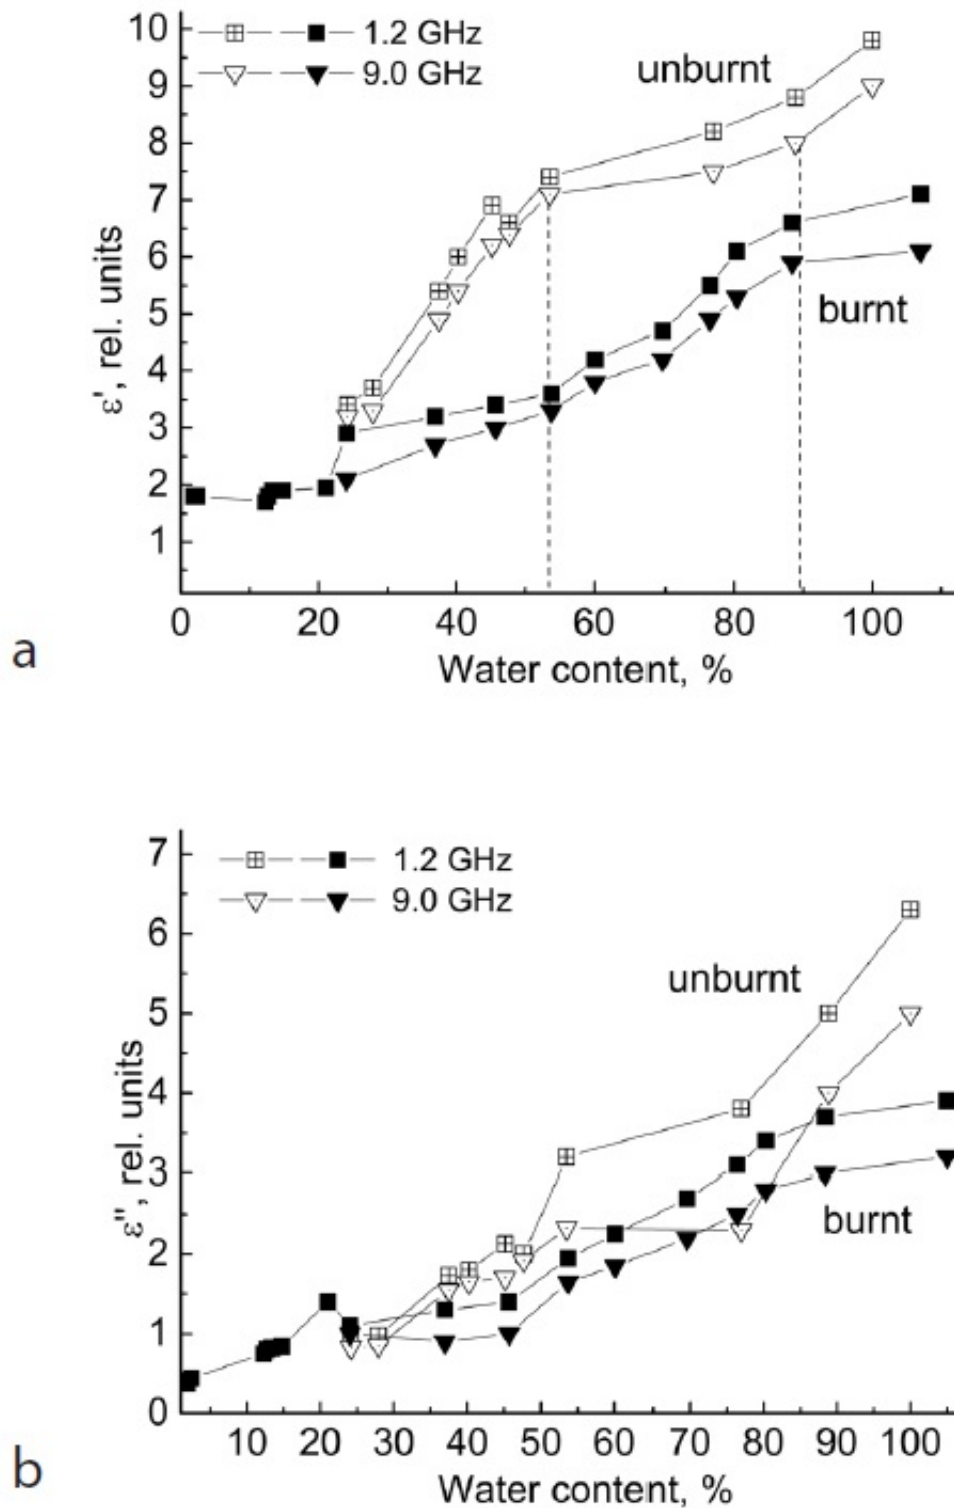 10
9
8
7
6
5
4
3
2
1
ε', rel. units
1.2 GHz
9.0 GHz
unburnt
burnt
0 20 40 60 80 100
Water content, %
a
7
6
5
4
3
2
1
0
ε", rel. units
1.2 GHz
9.0 GHz
unburnt
burnt
10 20 30 40 50 60 70 80 90 100
Water content, %
b